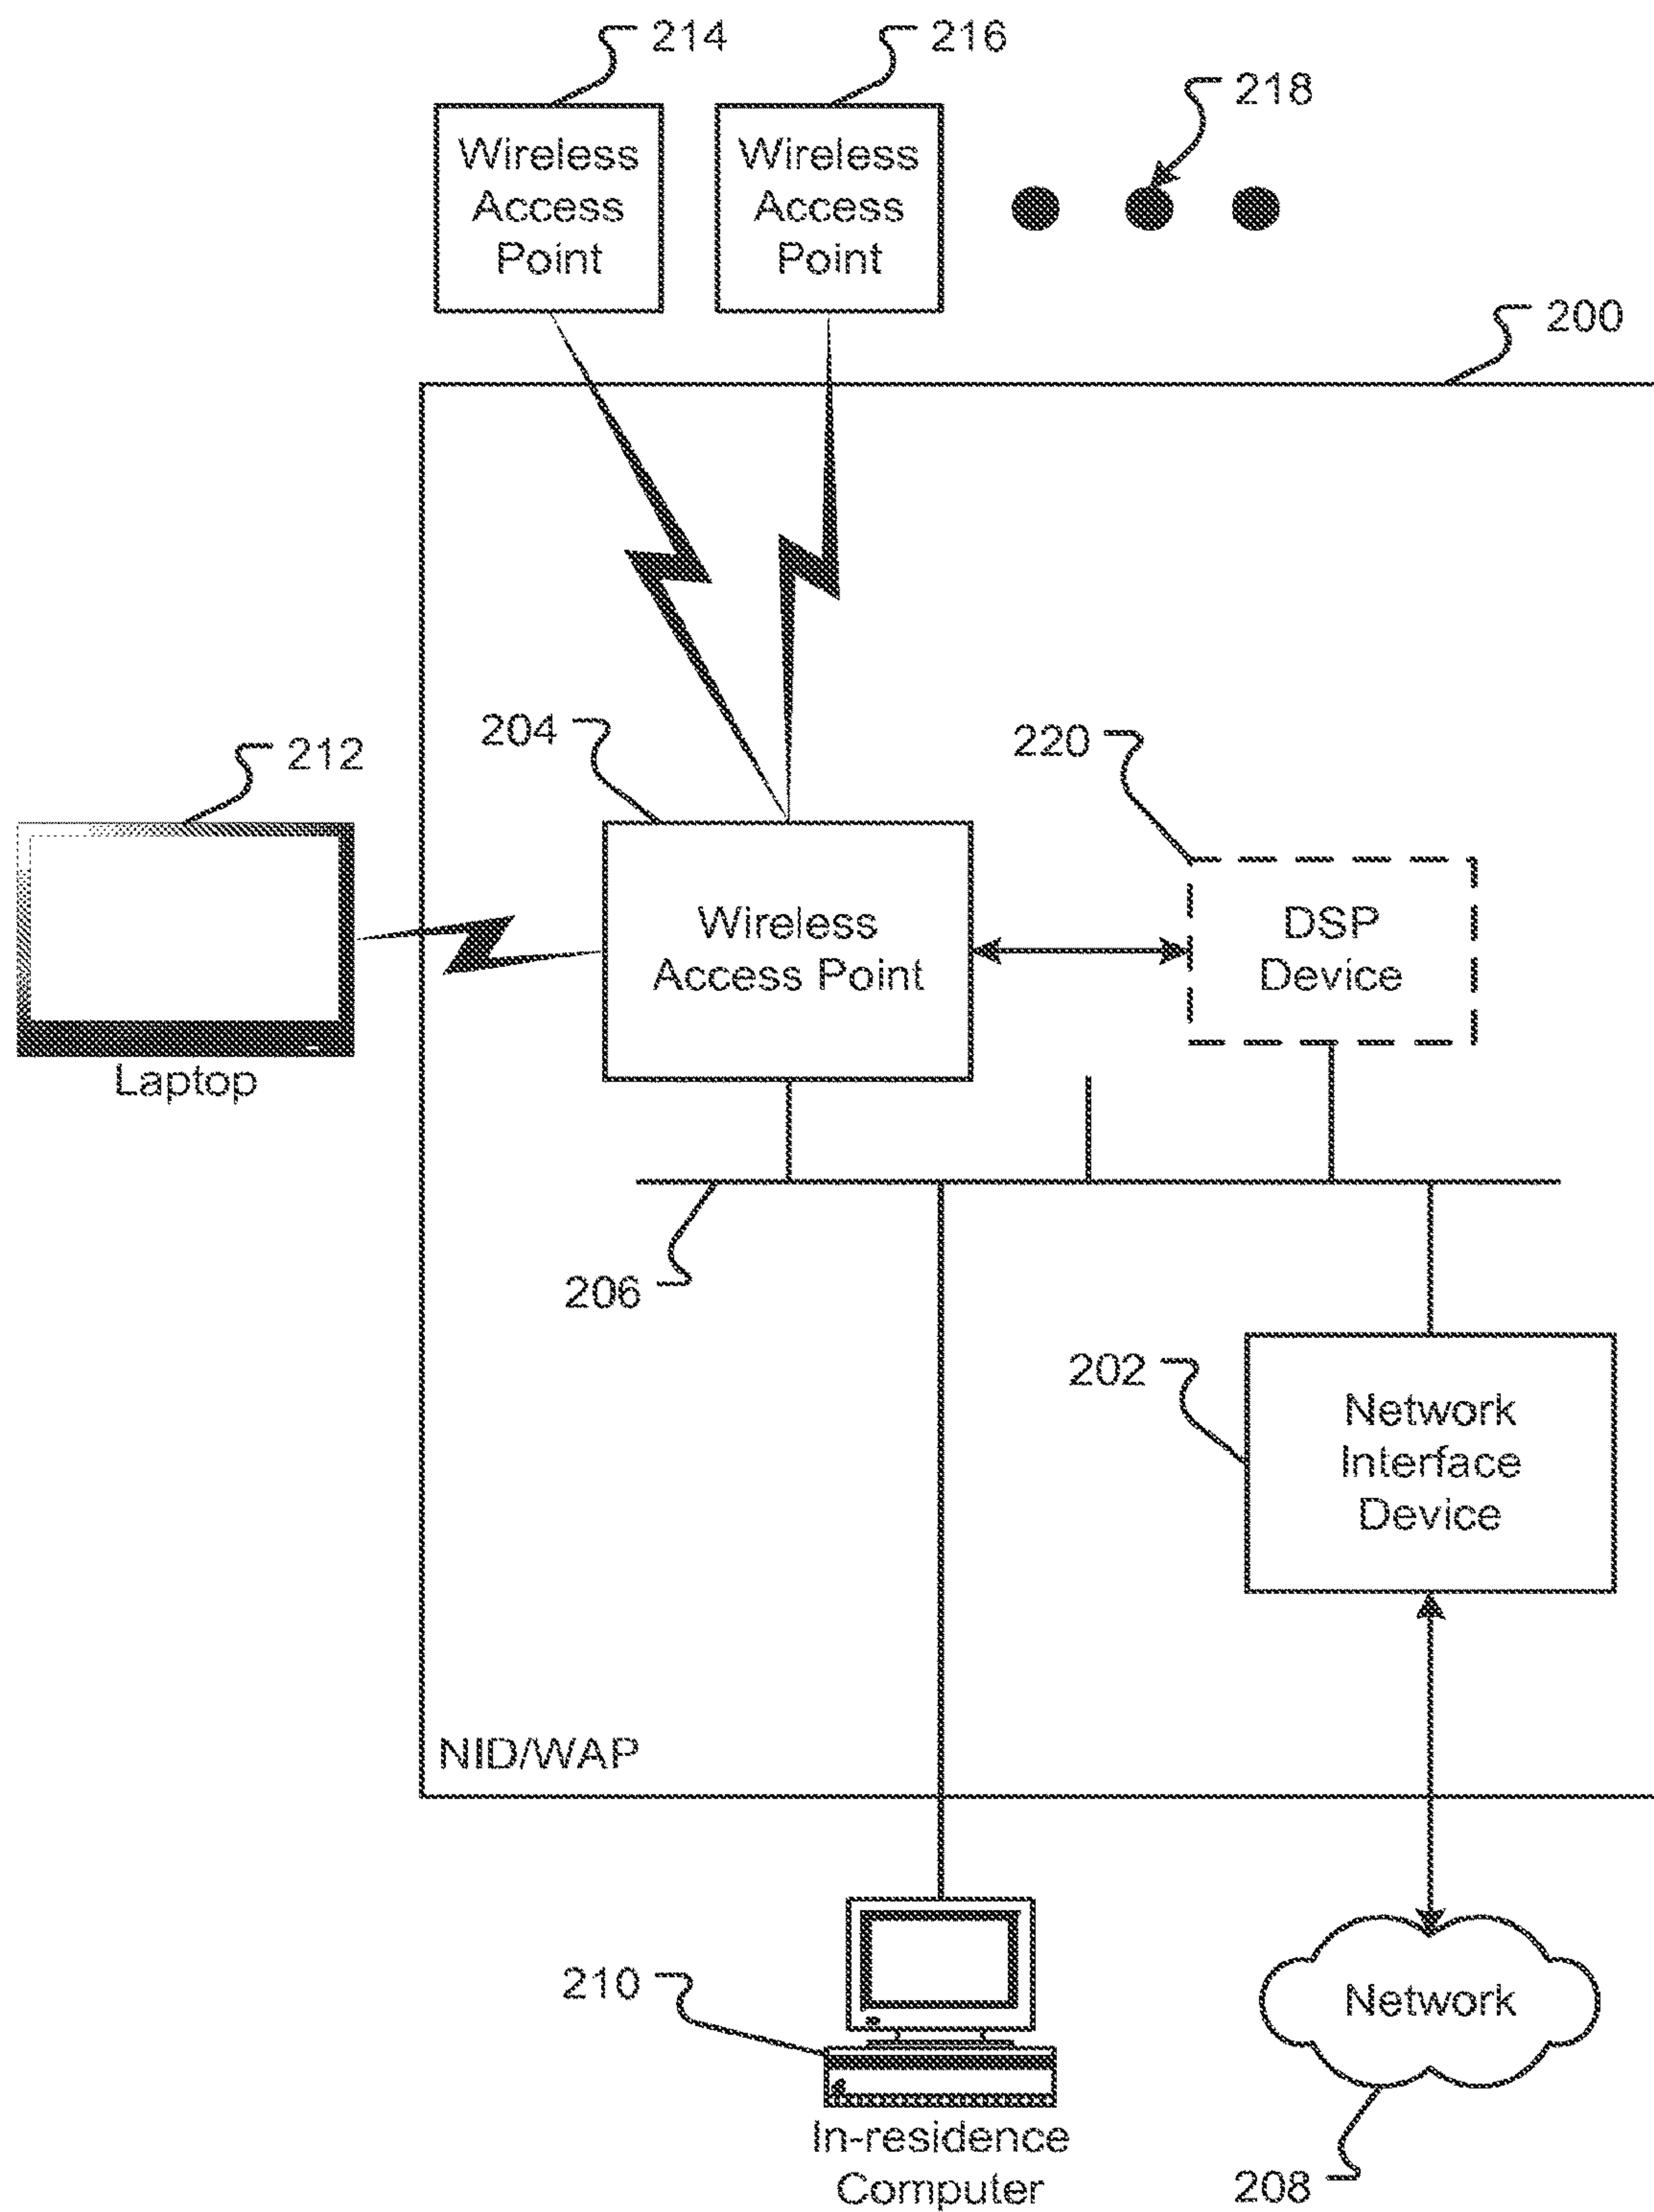 214
216
218
Wireless
Access
Point
Wireless
Access
Point
200
204
220
212
Wireless
Access Point
DSP
Device
Laptop
206
202
Network
Interface
Device
NID/WAP
210
Network
In-residence
Computer
208